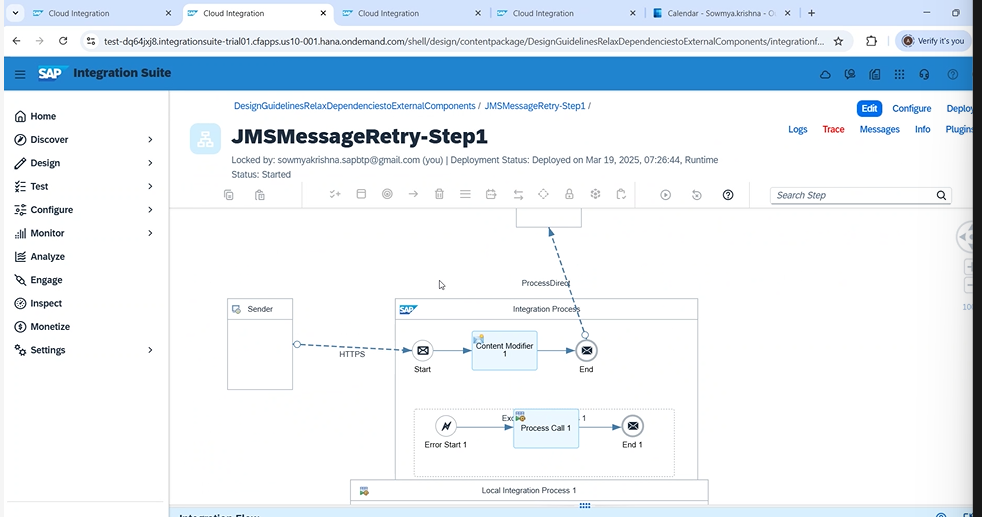 Cloud Integration
Cloud Integration
Cloud Integration
Cloud Integration
Calendar - Sowmya.krishna - O
test-dq64jxj8.integrationsuite-trial01.cfapps.us10-001.hana.ondemand.com/shell/design/contentpackage/DesignGuidelinesRelaxDependenciestoExternalComponents/integrationf...
Verify it's you
SAP Integration Suite
Home
Discover
Design
Test
Configure
Monitor
Analyze
Engage
Inspect
Monetize
Settings
DesignGuidelinesRelaxDependenciestoExternalComponents / JMSMessageRetry-Step1 /
JMSMessageRetry-Step1
Edit Configure Deploy
Logs Trace Messages Info Plugins
Locked by: sowmyakrishna.sapbtp@gmail.com (you) | Deployment Status: Deployed on Mar 19, 2025, 07:26:44, Runtime
Status: Started
Search Step
ProcessDirect
Sender
SAP Integration Process
HTTPS
Start
Content Modifier
1
End
Exc 1
Process Call 1
Error Start 1
End 1
Local Integration Process 1
Integration Flow